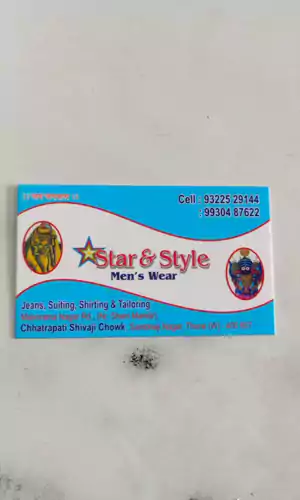 Cell : 93225 29144
: 99304 87622
Star & Style
Men's Wear
Jeans, Suiting, Shirting & Tailoring
Chhatrapati Shivaji Chowk,